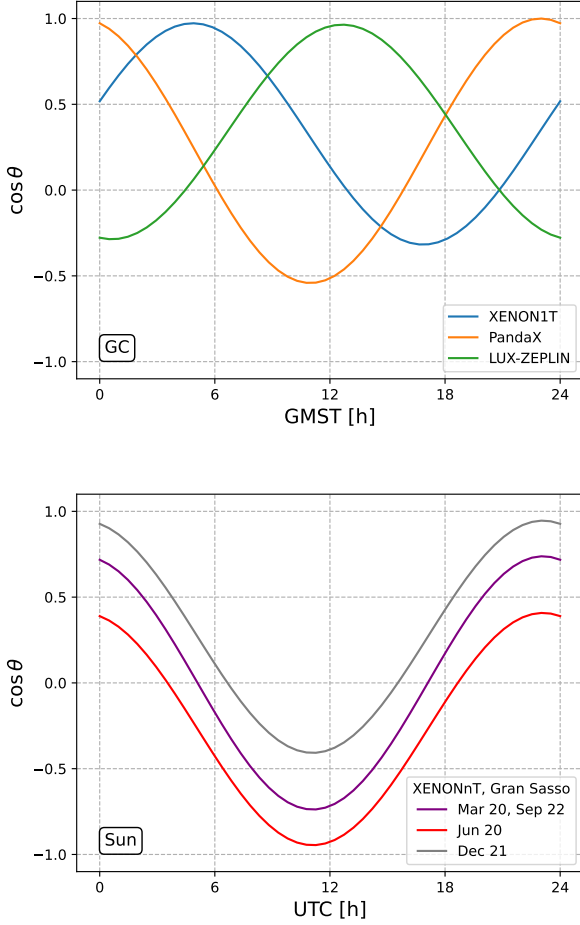 1.0
0.5
0.0
−0.5
−1.0
cos θ
GC
XENON1T
PandaX
LUX-ZEPLIN
0
6
12
18
24
GMST [h]
1.0
0.5
0.0
−0.5
−1.0
cos θ
Sun
XENONnT, Gran Sasso
Mar 20, Sep 22
Jun 20
Dec 21
0
6
12
18
24
UTC [h]